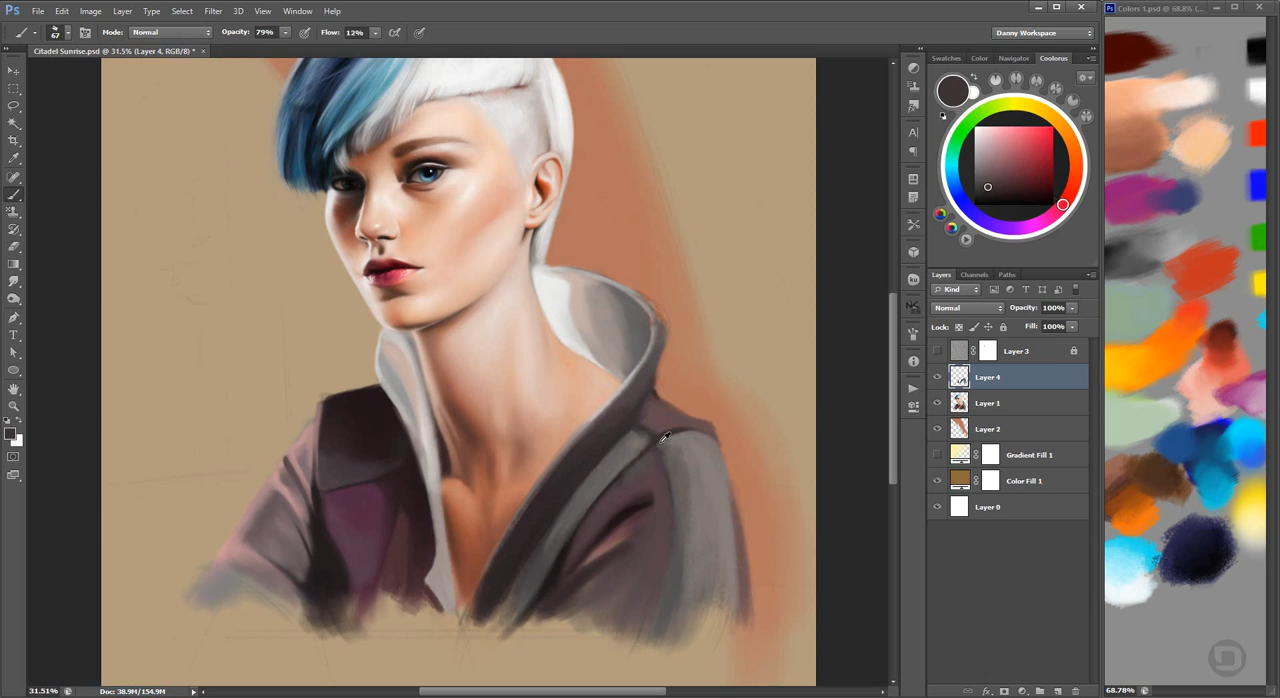 Ps File Edit Image Layer Type Select Filter 3D View Window Help
Colors 1.psd @ 68.8% (
67 Mode: Normal Opacity: 79% Flow: 12% Danny Workspace
Citadel Sunrise.psd @ 31.5% (Layer 4, RGB/8) * ×
Swatches Color Navigator Coolorus
Layers Channels Paths
Kind
Normal Opacity: 100%
Lock: Fill: 100%
Layer 3
Layer 4
Layer 1
Layer 2
Gradient Fill 1
Color Fill 1
Layer 0
31.51% Doc: 38.9M/154.9M
68.78%